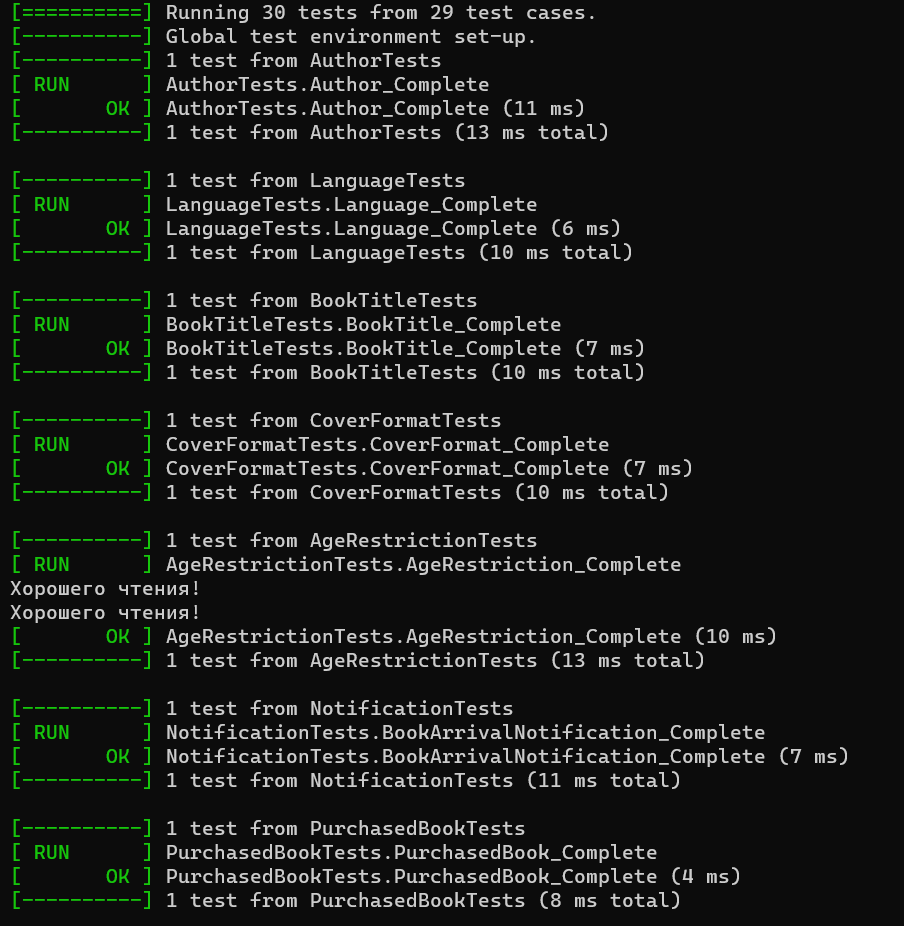 [==========] Running 30 tests from 29 test cases.
[----------] Global test environment set-up.
[----------] 1 test from AuthorTests
[ RUN      ] AuthorTests.Author_Complete
[       OK ] AuthorTests.Author_Complete (11 ms)
[----------] 1 test from AuthorTests (13 ms total)

[----------] 1 test from LanguageTests
[ RUN      ] LanguageTests.Language_Complete
[       OK ] LanguageTests.Language_Complete (6 ms)
[----------] 1 test from LanguageTests (10 ms total)

[----------] 1 test from BookTitleTests
[ RUN      ] BookTitleTests.BookTitle_Complete
[       OK ] BookTitleTests.BookTitle_Complete (7 ms)
[----------] 1 test from BookTitleTests (10 ms total)

[----------] 1 test from CoverFormatTests
[ RUN      ] CoverFormatTests.CoverFormat_Complete
[       OK ] CoverFormatTests.CoverFormat_Complete (7 ms)
[----------] 1 test from CoverFormatTests (10 ms total)

[----------] 1 test from AgeRestrictionTests
[ RUN      ] AgeRestrictionTests.AgeRestriction_Complete
Хорошего чтения!
Хорошего чтения!
[       OK ] AgeRestrictionTests.AgeRestriction_Complete (10 ms)
[----------] 1 test from AgeRestrictionTests (13 ms total)

[----------] 1 test from NotificationTests
[ RUN      ] NotificationTests.BookArrivalNotification_Complete
[       OK ] NotificationTests.BookArrivalNotification_Complete (7 ms)
[----------] 1 test from NotificationTests (11 ms total)

[----------] 1 test from PurchasedBookTests
[ RUN      ] PurchasedBookTests.PurchasedBook_Complete
[       OK ] PurchasedBookTests.PurchasedBook_Complete (4 ms)
[----------] 1 test from PurchasedBookTests (8 ms total)